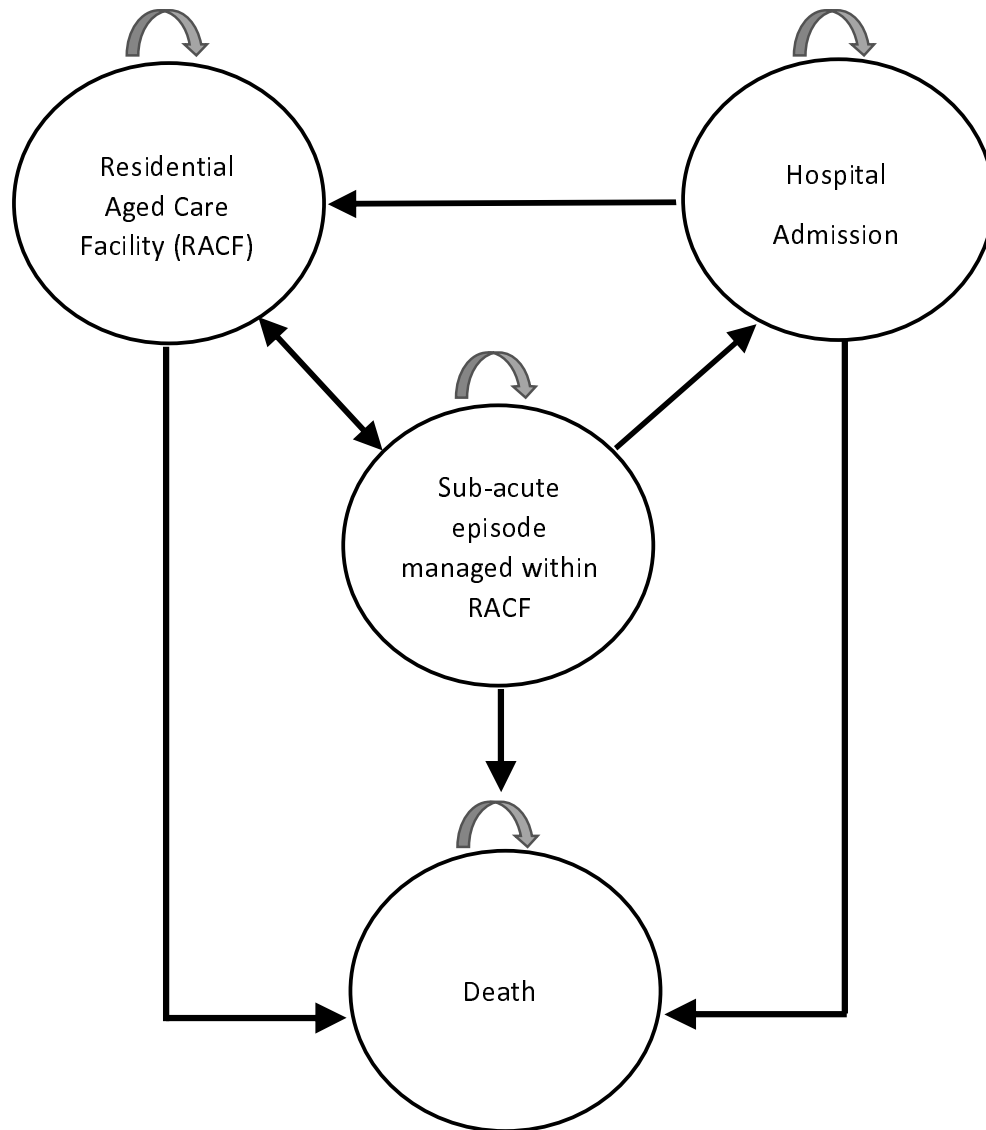 Residential
Aged Care
Facility (RACF)
Hospital
Admission
Sub-acute
episode
managed within
RACF
Death